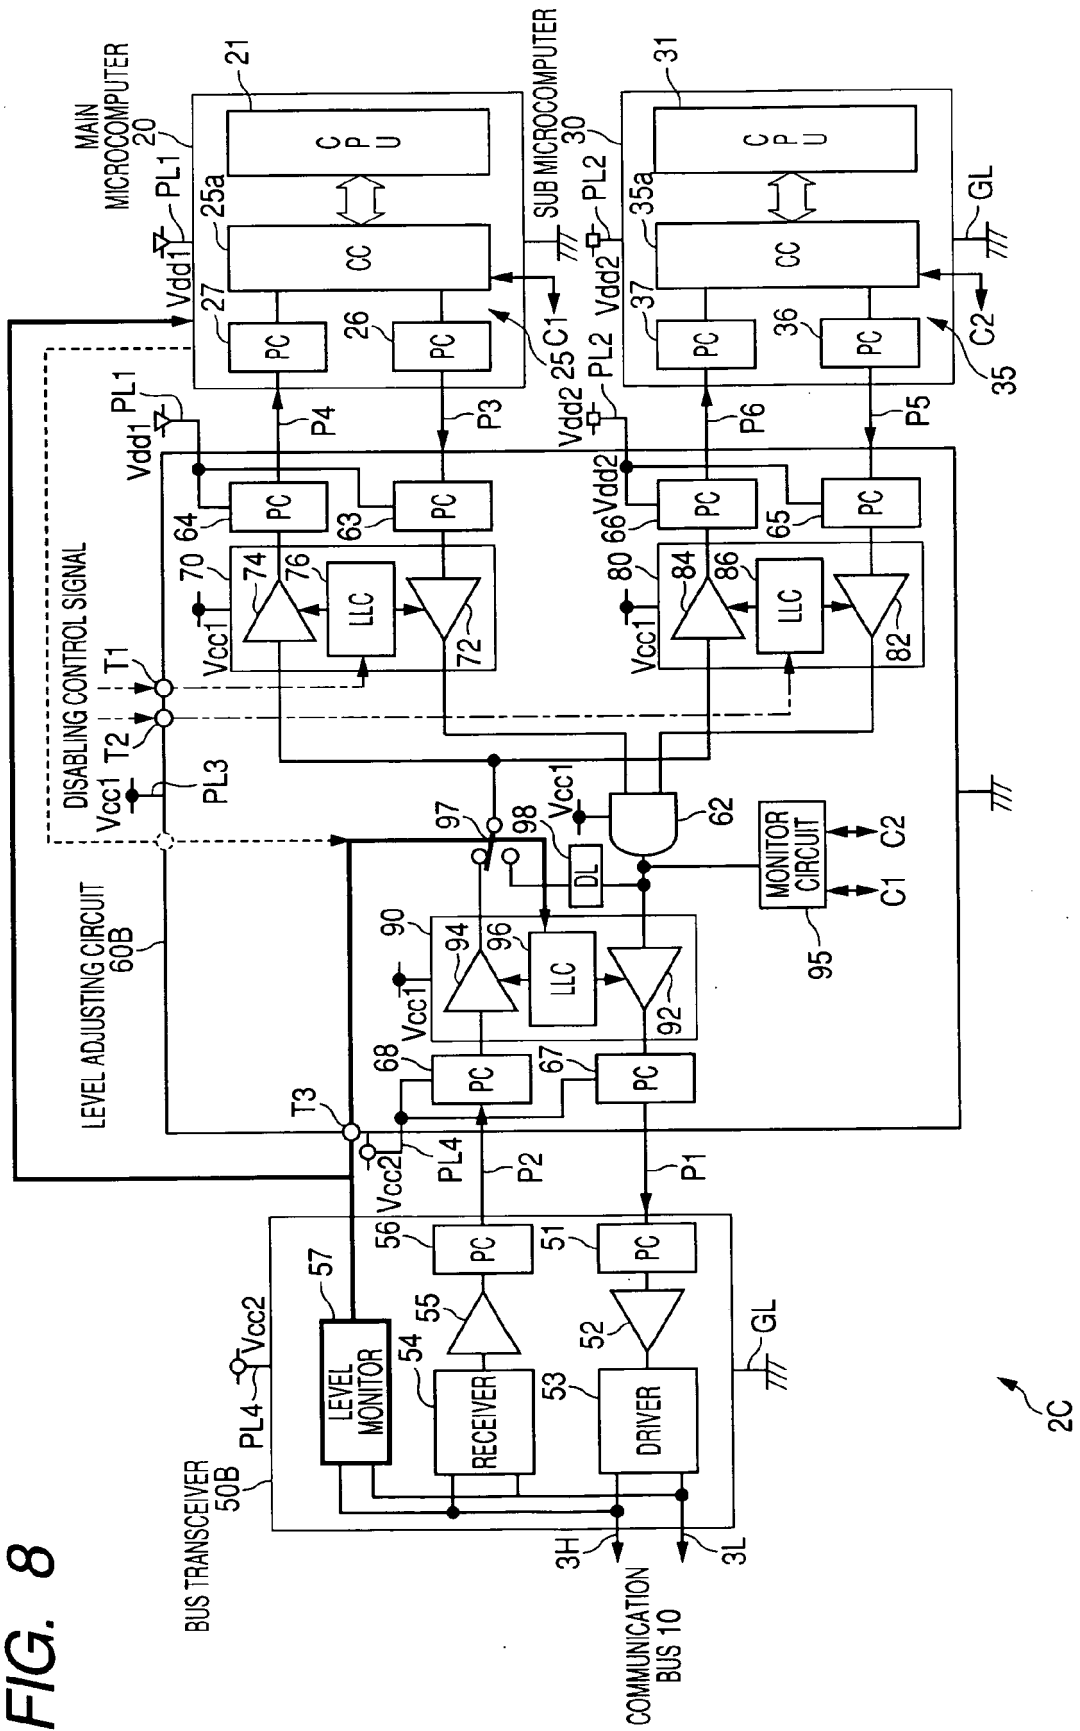 FIG. 8
BUS TRANSCEIVER
50B
PL4
Vcc2
LEVEL
MONITOR
57
RECEIVER
54
55
PC
56
DRIVER
53
52
PC
51
GL
3H
3L
COMMUNICATION
BUS 10
2C
P2
P1
LEVEL ADJUSTING CIRCUIT
60B
T3
Vcc2
PL4
PC
68
PC
67
Vcc1
90
94
LLC
96
92
97
DL
98
Vcc1
62
MONITOR
CIRCUIT
95
C1
C2
Vcc1
PL3
DISABLING CONTROL SIGNAL
T2
T1
Vcc1
70
74
LLC
76
72
PC
64
PC
63
Vdd1
PL1
P4
P3
Vcc1
80
84
LLC
86
82
PC
66
PC
65
Vdd2
Vdd2
PL2
P6
P5
MAIN
MICROCOMPUTER
20
Vdd1
PL1
PC
27
PC
26
CC
25a
CPU
21
C1
25
SUB MICROCOMPUTER
30
Vdd2
PL2
PC
37
PC
36
CC
35a
CPU
31
C2
35
GL